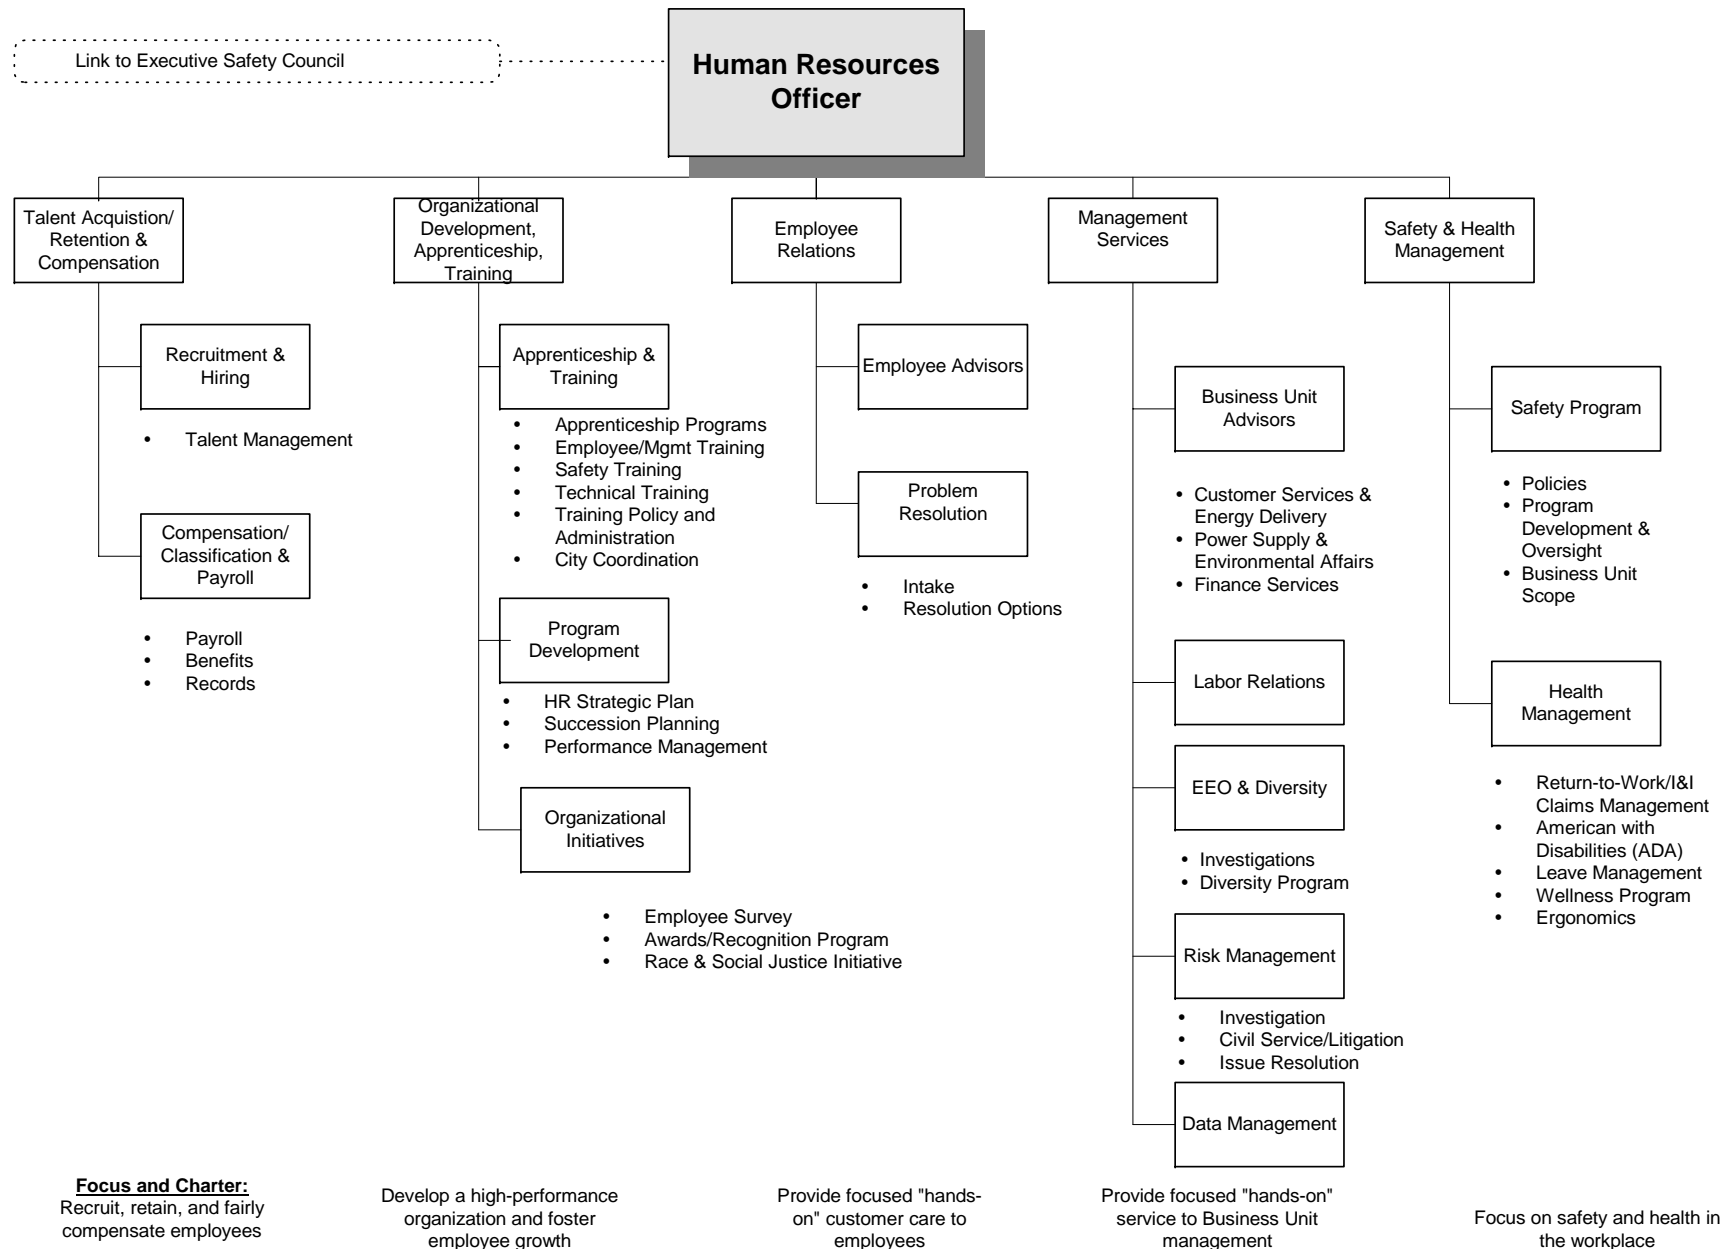 Link to Executive Safety Council
Human Resources
Officer
Talent Acquistion/
Retention &
Compensation
Recruitment &
Hiring
• Talent Management
Compensation/
Classification &
Payroll
• Payroll
• Benefits
• Records
Organizational
Development,
Apprenticeship,
Training
Apprenticeship &
Training
• Apprenticeship Programs
• Employee/Mgmt Training
• Safety Training
• Technical Training
• Training Policy and
Administration
• City Coordination
Program
Development
• HR Strategic Plan
• Succession Planning
• Performance Management
Organizational
Initiatives
• Employee Survey
• Awards/Recognition Program
• Race & Social Justice Initiative
Employee
Relations
Employee Advisors
Problem
Resolution
• Intake
• Resolution Options
Management
Services
Business Unit
Advisors
• Customer Services &
Energy Delivery
• Power Supply &
Environmental Affairs
• Finance Services
Labor Relations
EEO & Diversity
• Investigations
• Diversity Program
Risk Management
• Investigation
• Civil Service/Litigation
• Issue Resolution
Data Management
Safety & Health
Management
Safety Program
• Policies
• Program
Development &
Oversight
• Business Unit
Scope
Health
Management
• Return-to-Work/I&I
Claims Management
• American with
Disabilities (ADA)
• Leave Management
• Wellness Program
• Ergonomics
Focus and Charter:
Recruit, retain, and fairly
compensate employees
Develop a high-performance
organization and foster
employee growth
Provide focused "hands-
on" customer care to
employees
Provide focused "hands-on"
service to Business Unit
management
Focus on safety and health in
the workplace